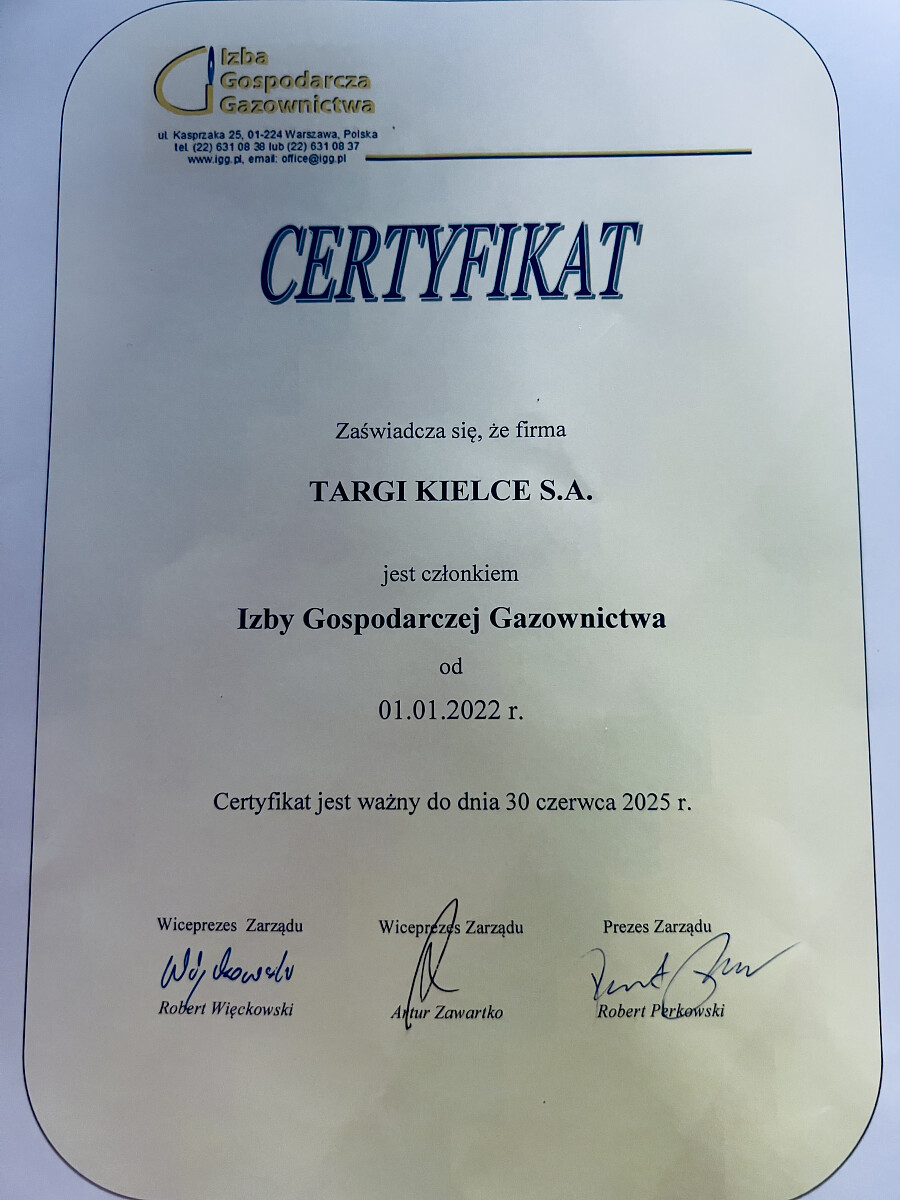 Izba
Gospodarcza
Gazownictwa
ul. Kasprzaka 25, 01-224 Warszawa, Polska
tel. (22) 631 08 38 lub (22) 631 08 37
www.igg.pl, email: office@igg.pl
CERTYFIKAT
Zaświadcza się, że firma
TARGI KIELCE S.A.
jest członkiem
Izby Gospodarczej Gazownictwa
od
01.01.2022 r.
Certyfikat jest ważny do dnia 30 czerwca 2025 r.
Wiceprezes Zarządu Wiceprezes Zarządu Prezes Zarządu
Robert Więckowski Artur Zawartko Robert Perkowski